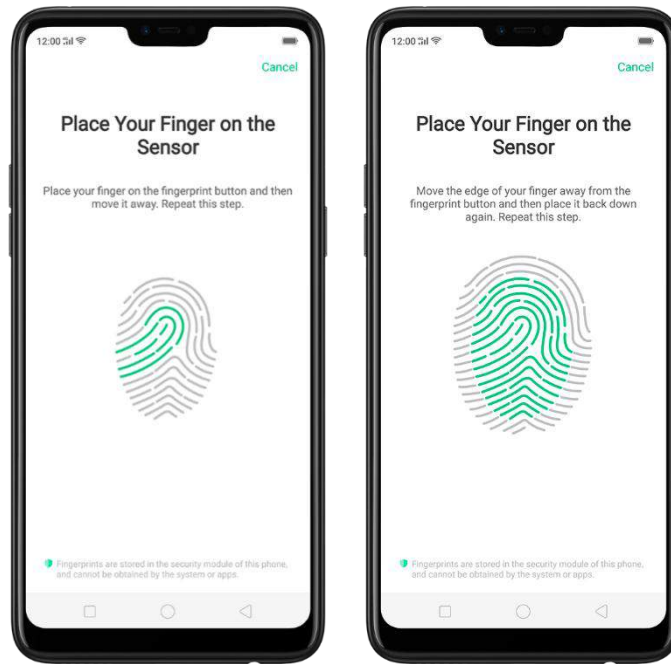 12:00
Cancel
Place Your Finger on the
Sensor
Place your finger on the fingerprint button and then
move it away. Repeat this step.
Fingerprints are stored in the security module of this phone,
and cannot be obtained by the system or apps.
12:00
Cancel
Place Your Finger on the
Sensor
Move the edge of your finger away from the
fingerprint button and then place it back down
again. Repeat this step.
Fingerprints are stored in the security module of this phone,
and cannot be obtained by the system or apps.